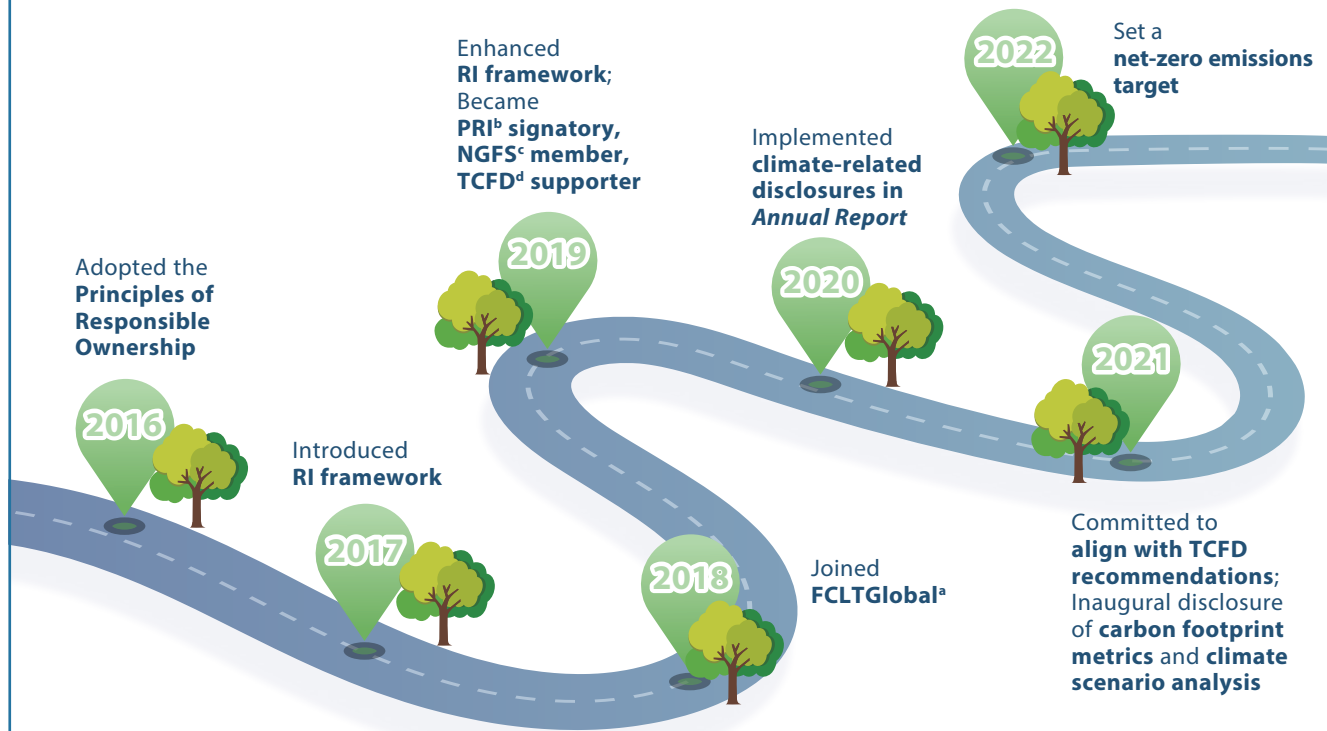 Adopted the
Principles of
Responsible
Ownership
2016
Introduced
RI framework
2017
2018
Joined
FCLTGlobalᵃ
Enhanced
RI framework;
Became
PRIᵇ signatory,
NGFSᶜ member,
TCFDᵈ supporter
2019
Implemented
climate-related
disclosures in
Annual Report
2020
2021
Committed to
align with TCFD
recommendations;
Inaugural disclosure
of carbon footprint
metrics and climate
scenario analysis
2022
Set a
net-zero emissions
target